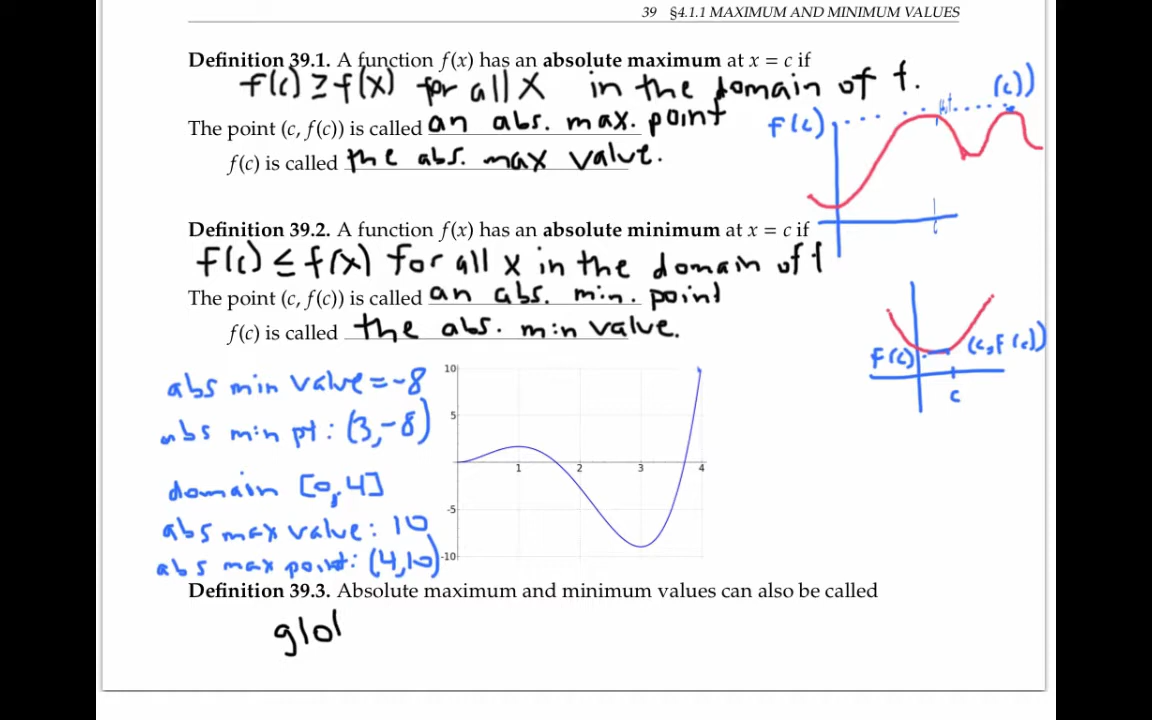 39 §4.1.1 MAXIMUM AND MINIMUM VALUES
Definition 39.1. A function f(x) has an absolute maximum at x = c if
f(c) ≥ f(x) for all x in the domain of f.
The point (c, f(c)) is called an abs. max. point
f(c) is called the abs. max value.
f(c)
(c))
Definition 39.2. A function f(x) has an absolute minimum at x = c if
f(c) ≤ f(x) for all x in the domain of f
The point (c, f(c)) is called an abs. min. point
f(c) is called the abs. min value.
f(c)
(c, f(c))
c
abs min value = -8
abs min pt: (3, -8)
domain [0, 4]
abs max value: 10
abs max point: (4, 10)
10
5
1 2 3 4
-5
-10
Definition 39.3. Absolute maximum and minimum values can also be called
glol